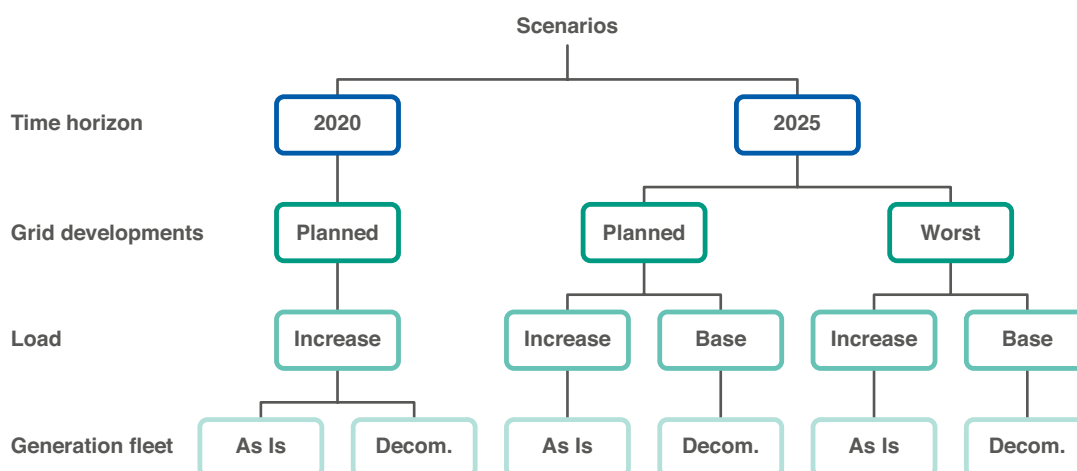 Scenarios
Time horizon 2020 2025
Grid developments Planned Planned Worst
Load Increase Increase Base Increase Base
Generation fleet As Is Decom. As Is Decom. As Is Decom.